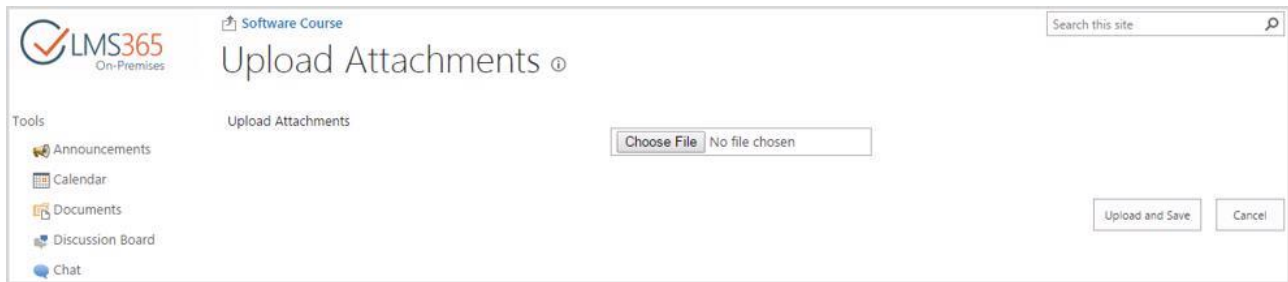 LMS365
On-Premises
Software Course
Upload Attachments
Search this site
Tools
Announcements
Calendar
Documents
Discussion Board
Chat
Upload Attachments
Choose File No file chosen
Upload and Save Cancel